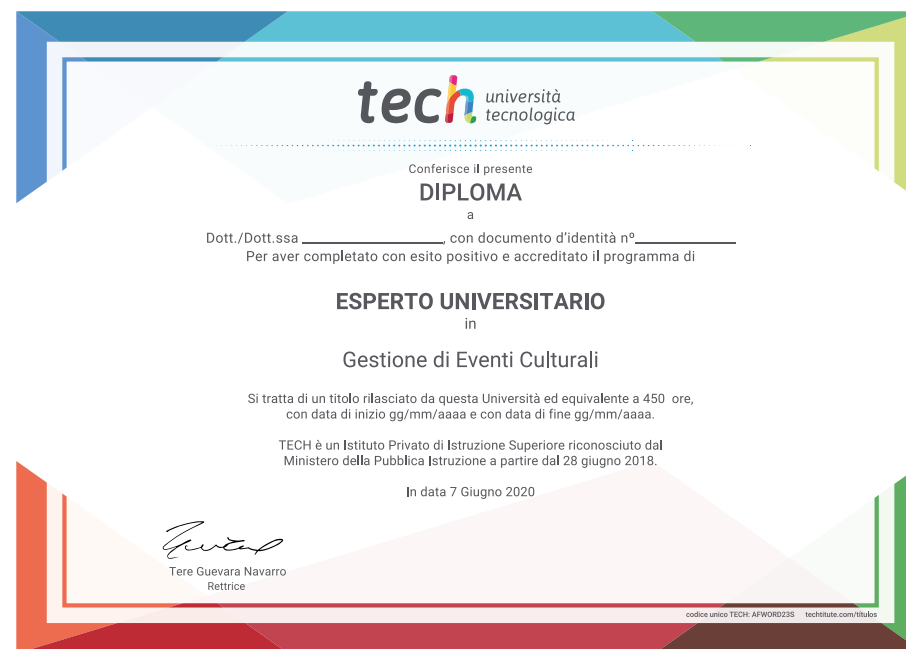 tech università
tecnologica
Conferisce il presente
DIPLOMA
a
Dott./Dott.ssa ________________, con documento d'identità nº____________
Per aver completato con esito positivo e accreditato il programma di
ESPERTO UNIVERSITARIO
in
Gestione di Eventi Culturali
Si tratta di un titolo rilasciato da questa Università ed equivalente a 450 ore,
con data di inizio gg/mm/aaaa e con data di fine gg/mm/aaaa.
TECH è un Istituto Privato di Istruzione Superiore riconosciuto dal
Ministero della Pubblica Istruzione a partire dal 28 giugno 2018.
In data 7 Giugno 2020
Tere Guevara Navarro
Rettrice
codice unico TECH: AFWORD23S techtitute.com/titulos